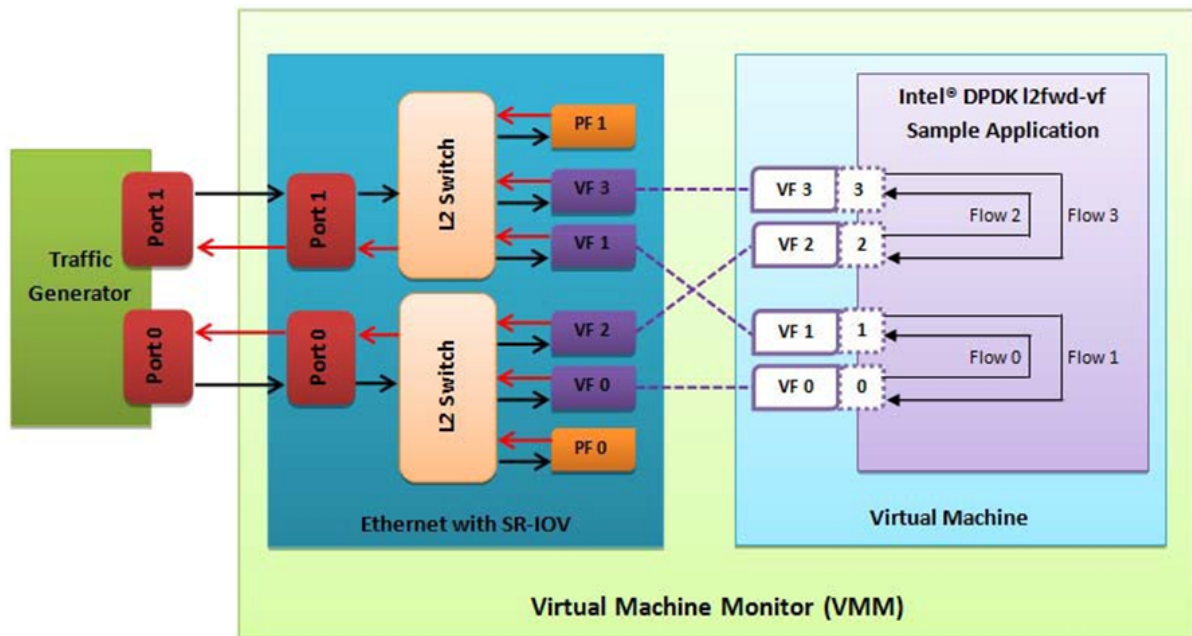 Traffic
Generator
Port 1
Port 0
Port 1
Port 0
L2 Switch
L2 Switch
PF 1
VF 3
VF 1
VF 2
VF 0
PF 0
Ethernet with SR-IOV
Intel® DPDK l2fwd-vf
Sample Application
VF 3 3
VF 2 2
Flow 2 Flow 3
VF 1 1
VF 0 0
Flow 0 Flow 1
Virtual Machine
Virtual Machine Monitor (VMM)